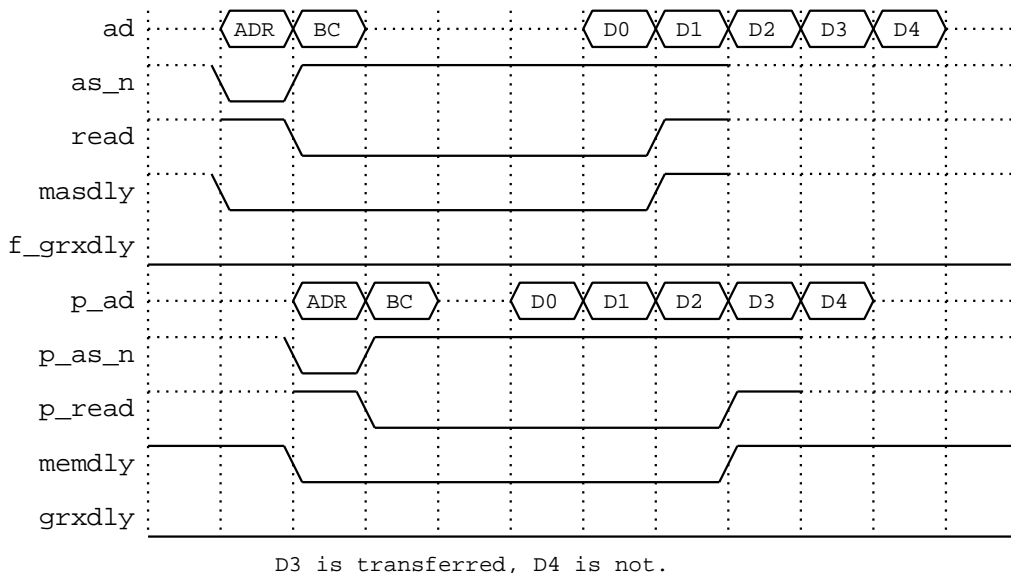 ad ADR BC D0 D1 D2 D3 D4
as_n
read
masdly
f_grxdly
p_ad ADR BC D0 D1 D2 D3 D4
p_as_n
p_read
memdly
grxdly
D3 is transferred, D4 is not.